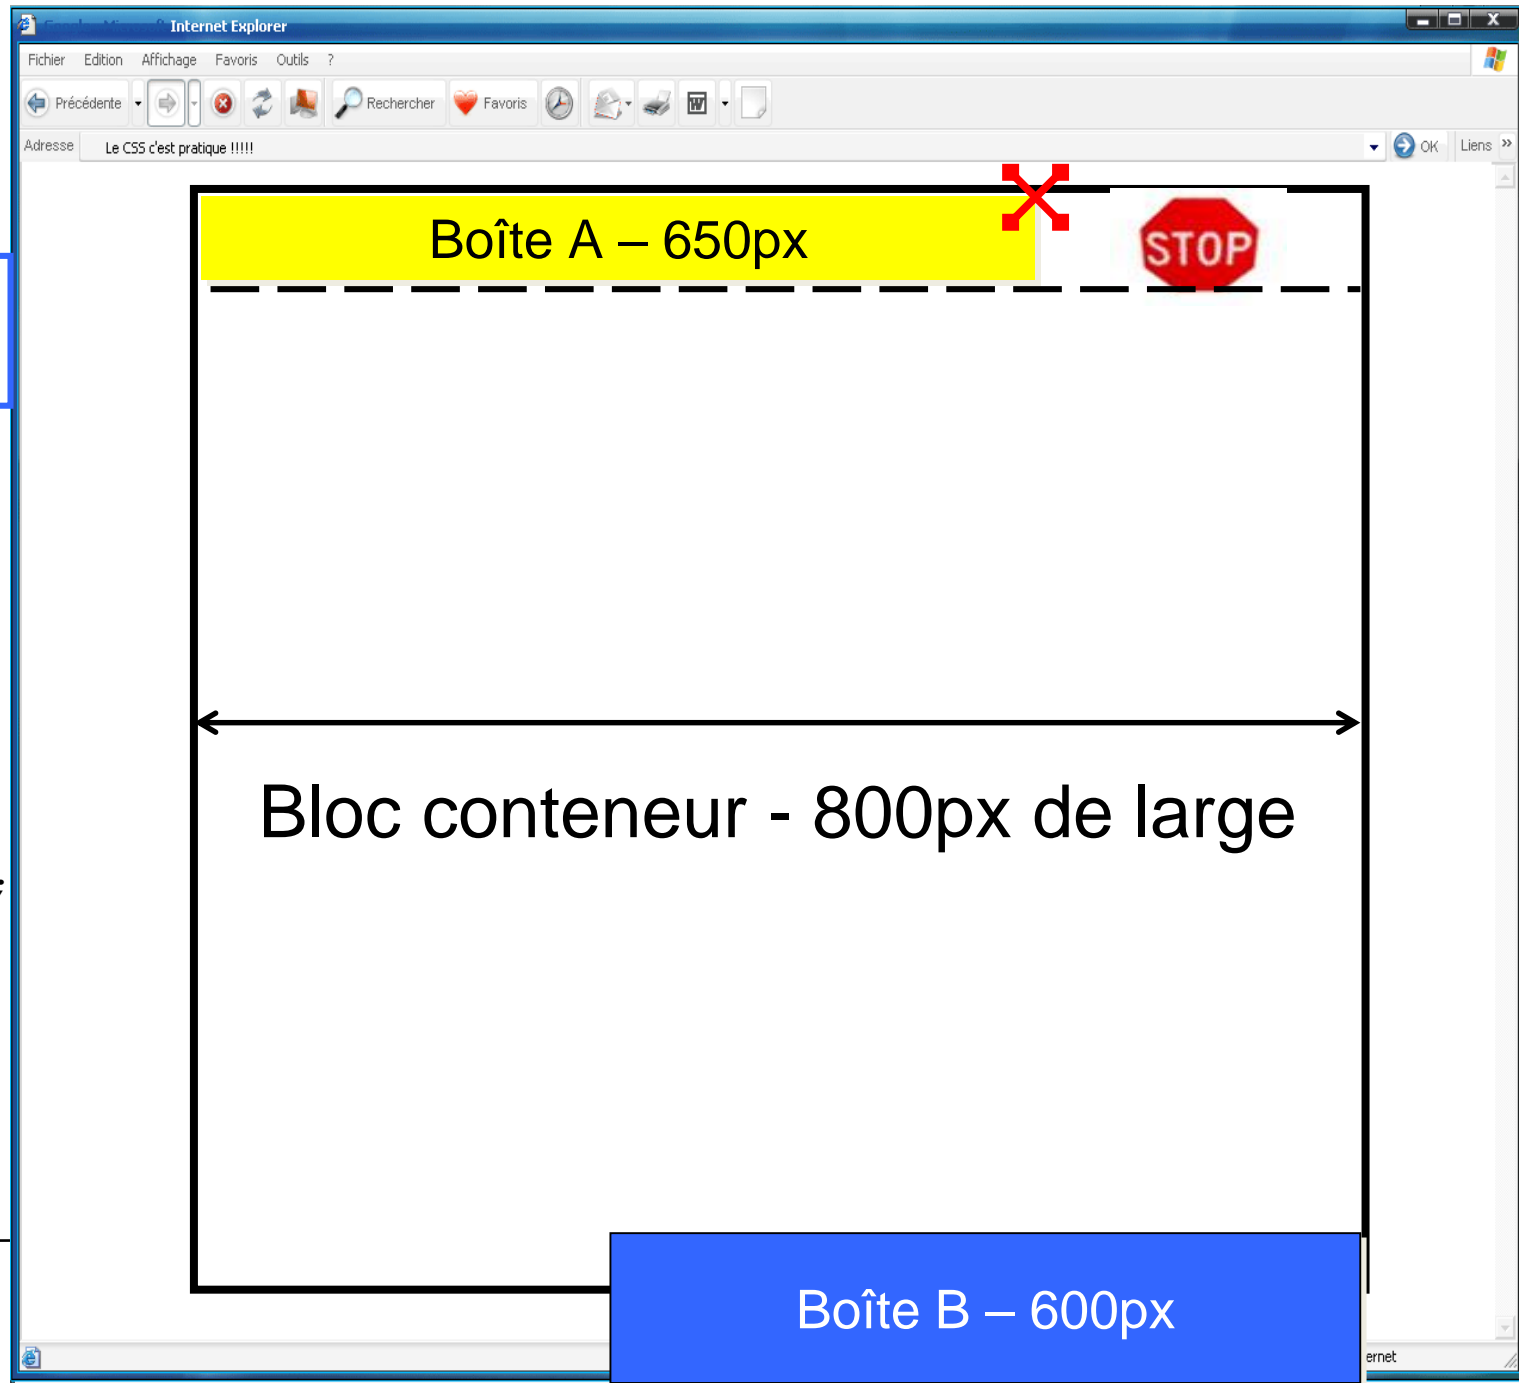 Internet Explorer
Fichier Edition Affichage Favoris Outils ?
Précédente Rechercher Favoris
Adresse Le CSS c'est pratique !!!!! OK Liens »
Boîte A – 650px
STOP
Bloc conteneur - 800px de large
Boîte B – 600px
ernet